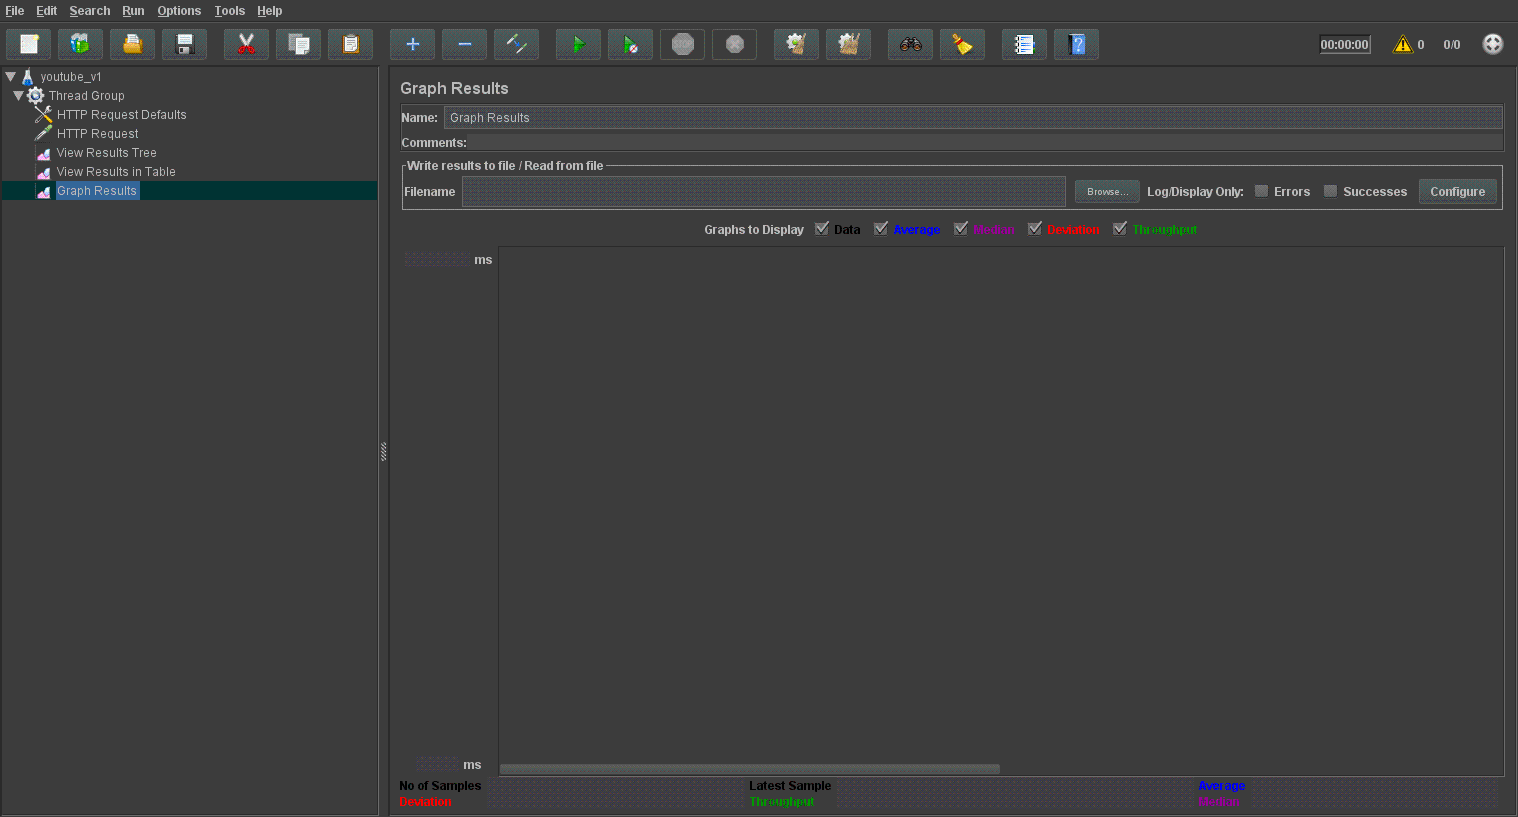 File Edit Search Run Options Tools Help
STOP 00:00:00 0 0/0
youtube_v1
Thread Group
HTTP Request Defaults
HTTP Request
View Results Tree
View Results in Table
Graph Results
Graph Results
Name: Graph Results
Comments:
Write results to file / Read from file
Filename Browse... Log/Display Only: Errors Successes Configure
Graphs to Display Data Average Median Deviation Throughput
ms
ms
No of Samples Latest Sample Average
Deviation Throughput Median